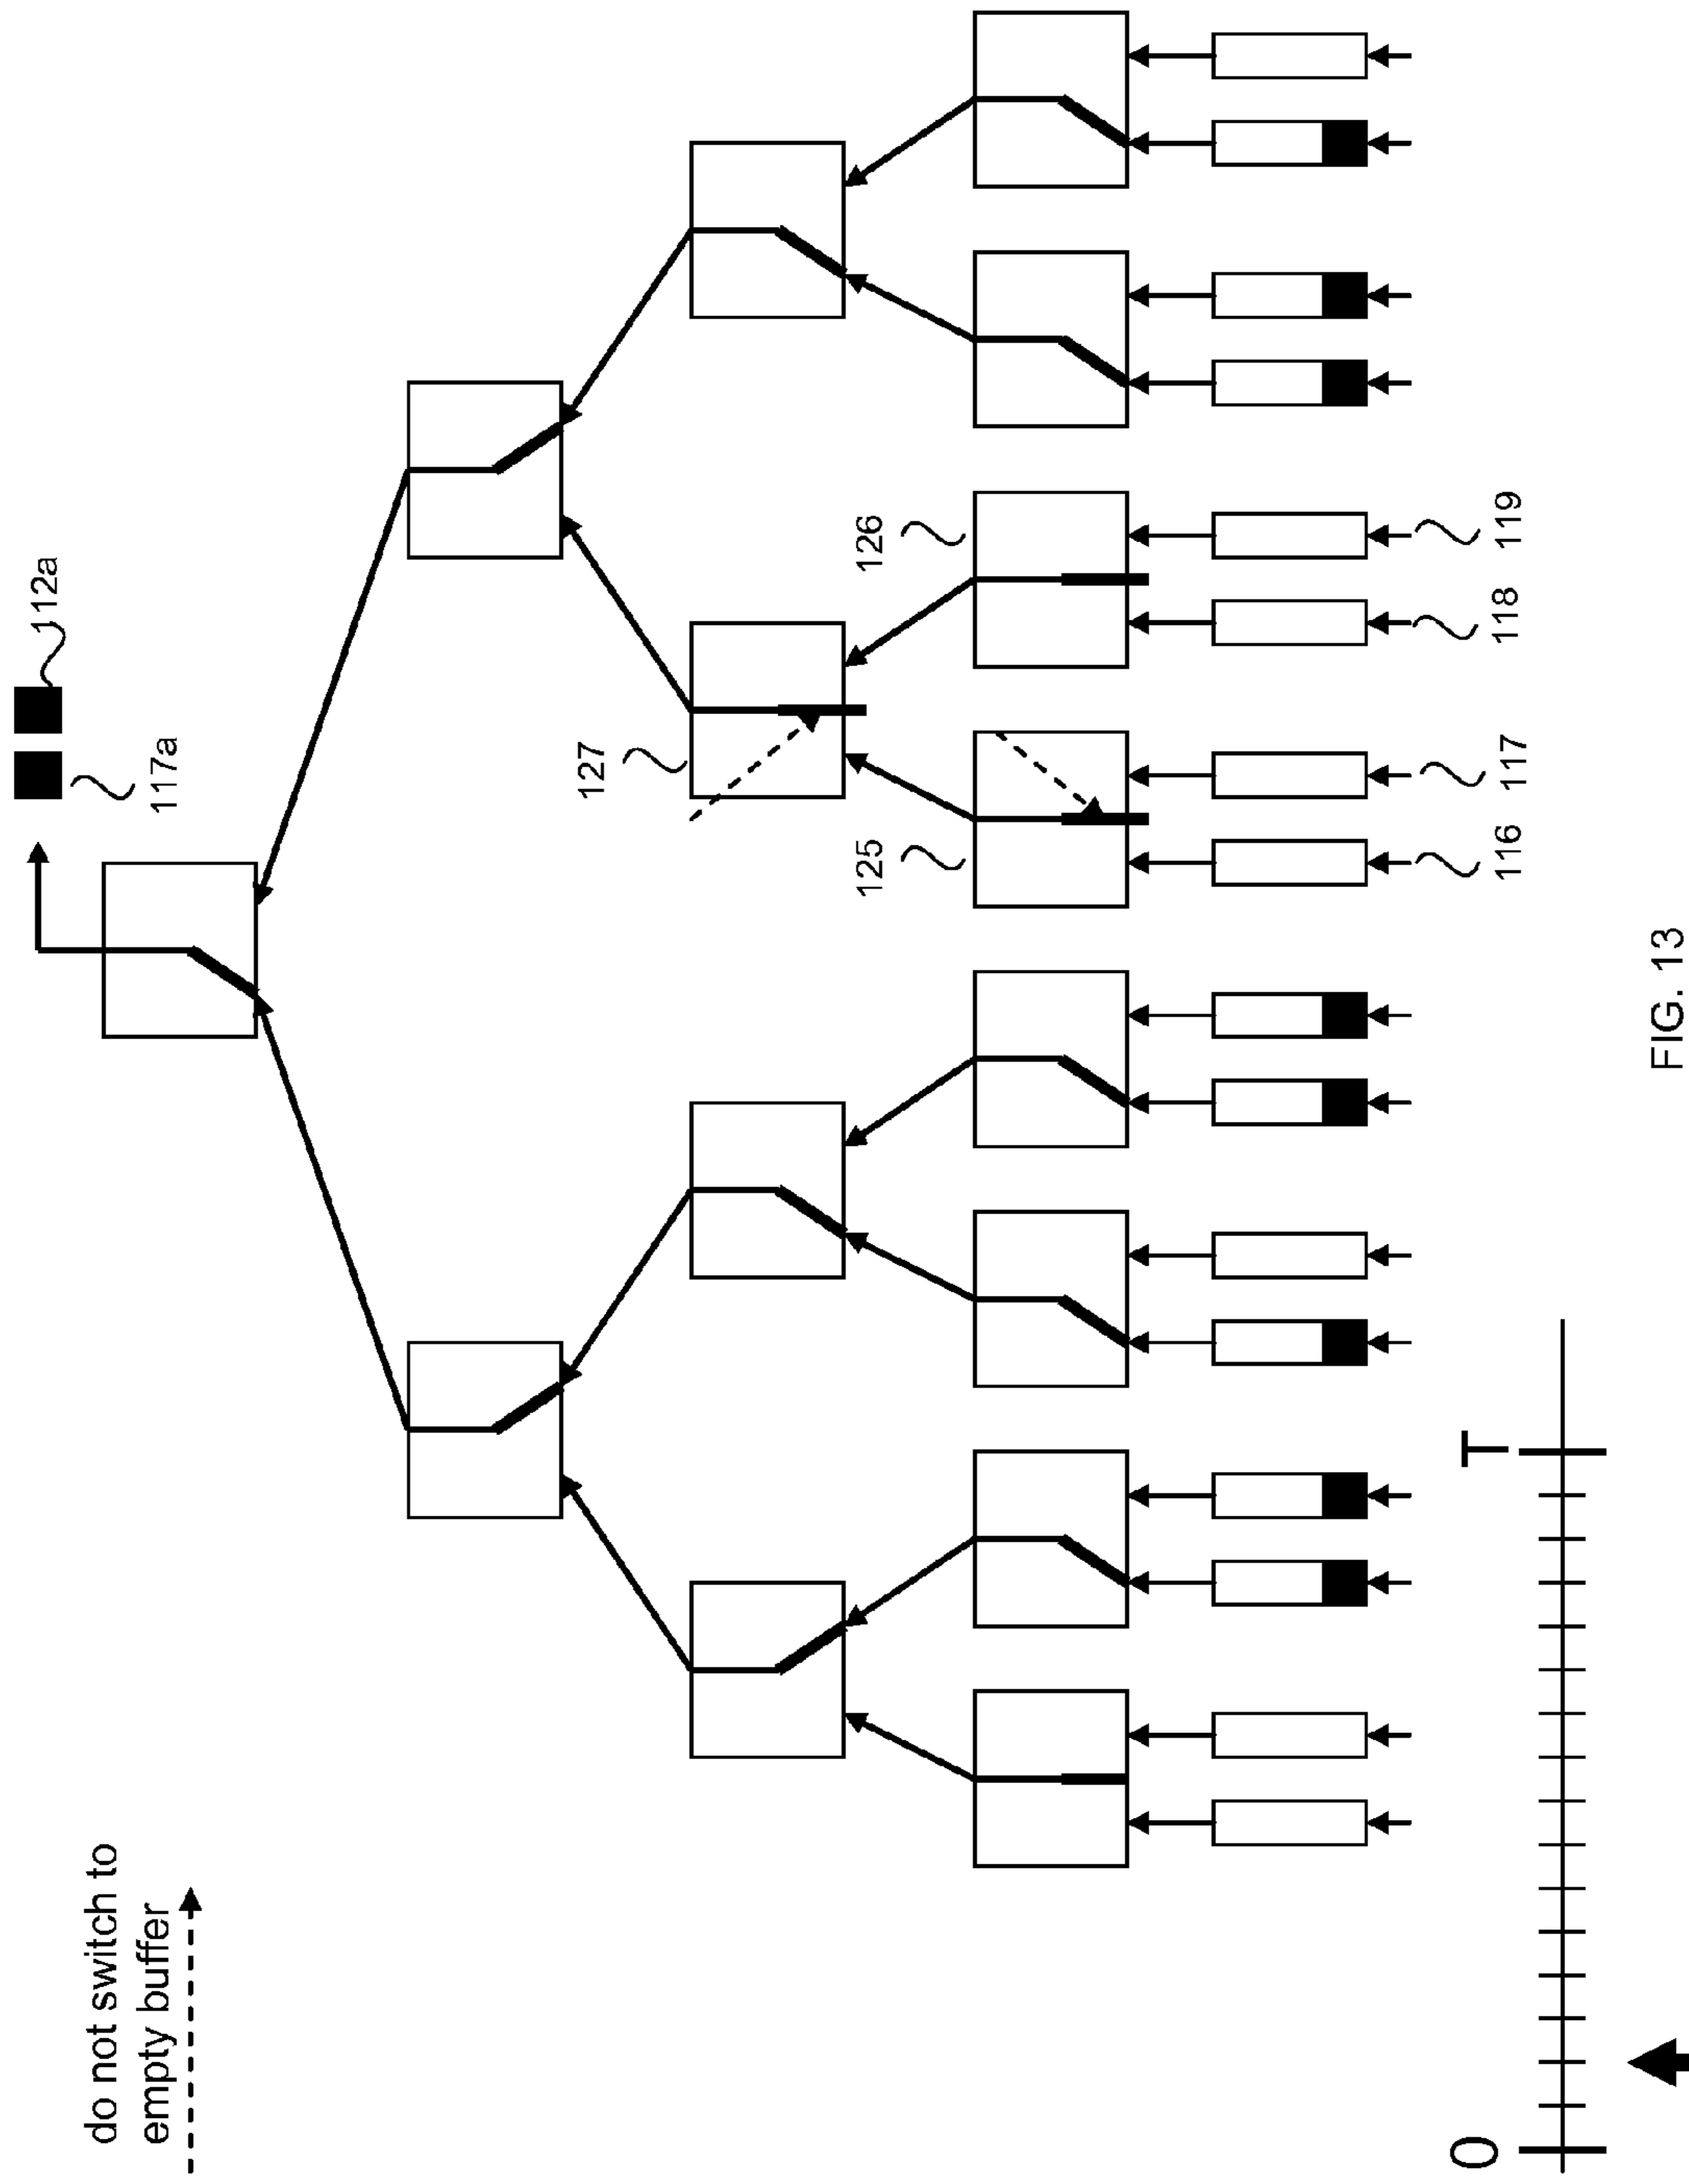 do not switch to
empty buffer
112a
117a
127
125
126
116
117
118
119
0
T
FIG. 13